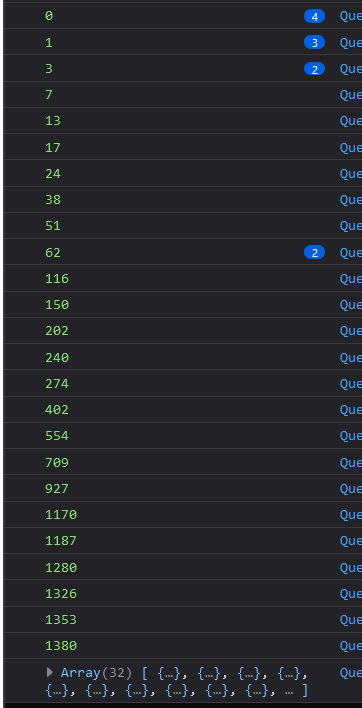 0 4 Que
1 3 Que
3 2 Que
7 Que
13 Que
17 Que
24 Que
38 Que
51 Que
62 2 Que
116 Que
150 Que
202 Que
240 Que
274 Que
402 Que
554 Que
709 Que
927 Que
1170 Que
1187 Que
1280 Que
1326 Que
1353 Que
1380 Que
Array(32) [ {…}, {…}, {…}, {…}, Que
{…}, {…}, {…}, {…}, {…}, {…}, … ]